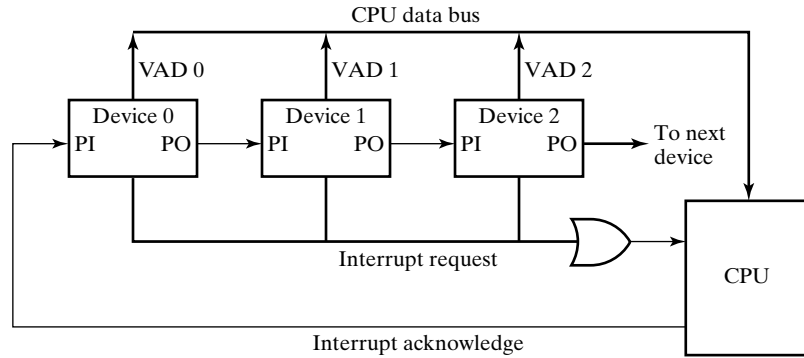 CPU data bus
VAD 0
VAD 1
VAD 2
Device 0
PI
PO
Device 1
PI
PO
Device 2
PI
PO
To next
device
Interrupt request
CPU
Interrupt acknowledge